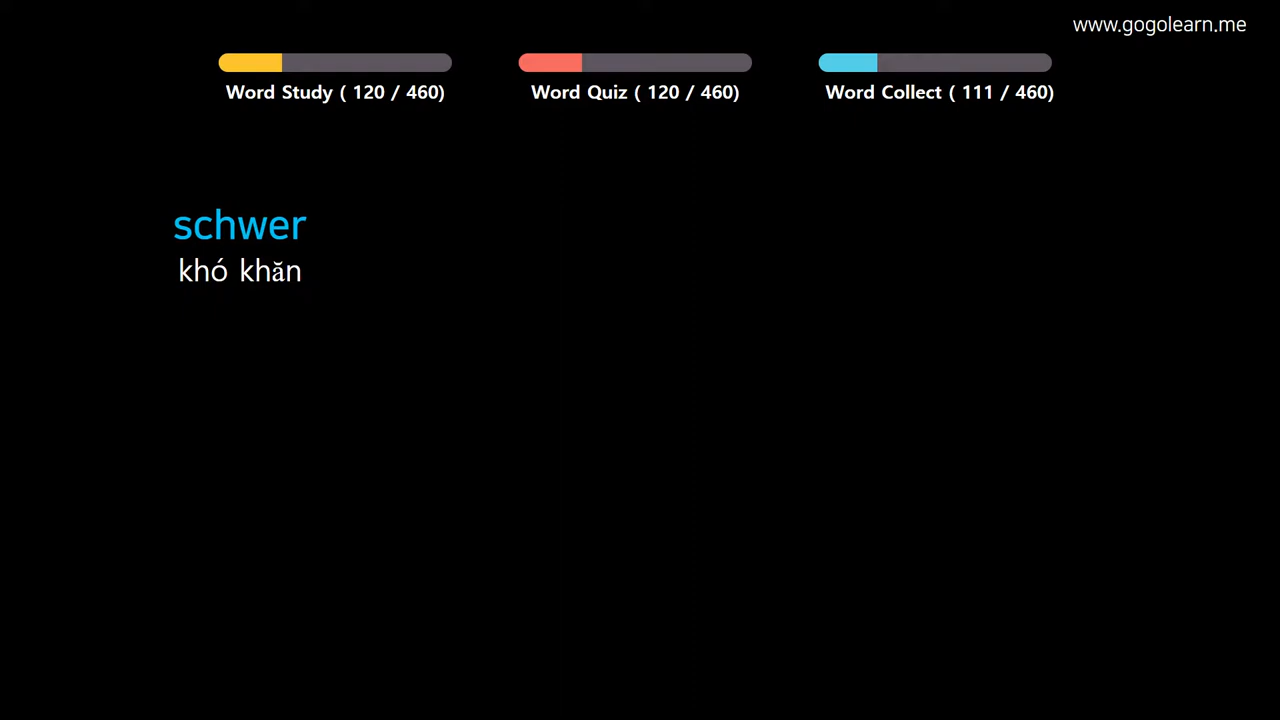 www.gogolearn.me
Word Study ( 120 / 460)
Word Quiz ( 120 / 460)
Word Collect ( 111 / 460)
schwer
khó khăn